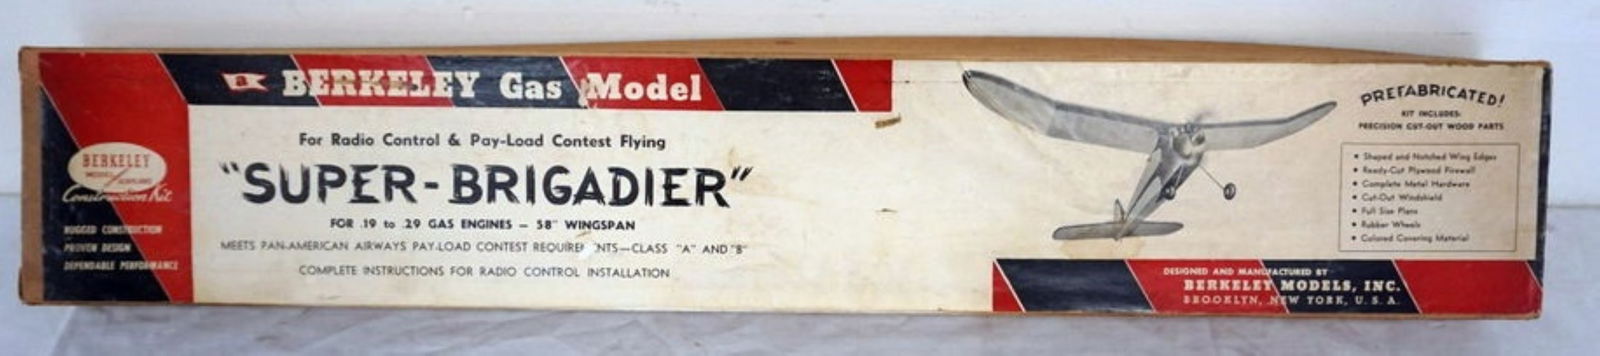 a BERKELEY Gas Model
For Radio Control & Pay-Load Contest Flying
"SUPER-BRIGADIER"
FOR .19 to .29 GAS ENGINES — 58" WINGSPAN
MEETS PAN-AMERICAN AIRWAYS PAY-LOAD CONTEST —CLASS "A" AND "B"
COMPLETE INSTRUCTIONS FOR RADIO CONTROL INSTALLATION
BERKELEY
MODEL
Construction Kit
RUGGED CONSTRUCTION
PROVEN DESIGN
DEPENDABLE PERFORMANCE
PREFABRICATED!
KIT INCLUDES:
PRECISION CUT-OUT WOOD PARTS
• Shaped and Notched Wing Edges
• Ready-Cut Plywood Firewall
• Complete Metal Hardware
• Cut-Out Windshield
• Full Size Plans
• Rubber Wheels
• Colored Covering Material
DESIGNED AND MANUFACTURED BY
BERKELEY MODELS, INC.
BROOKLYN, NEW YORK, U. S. A.